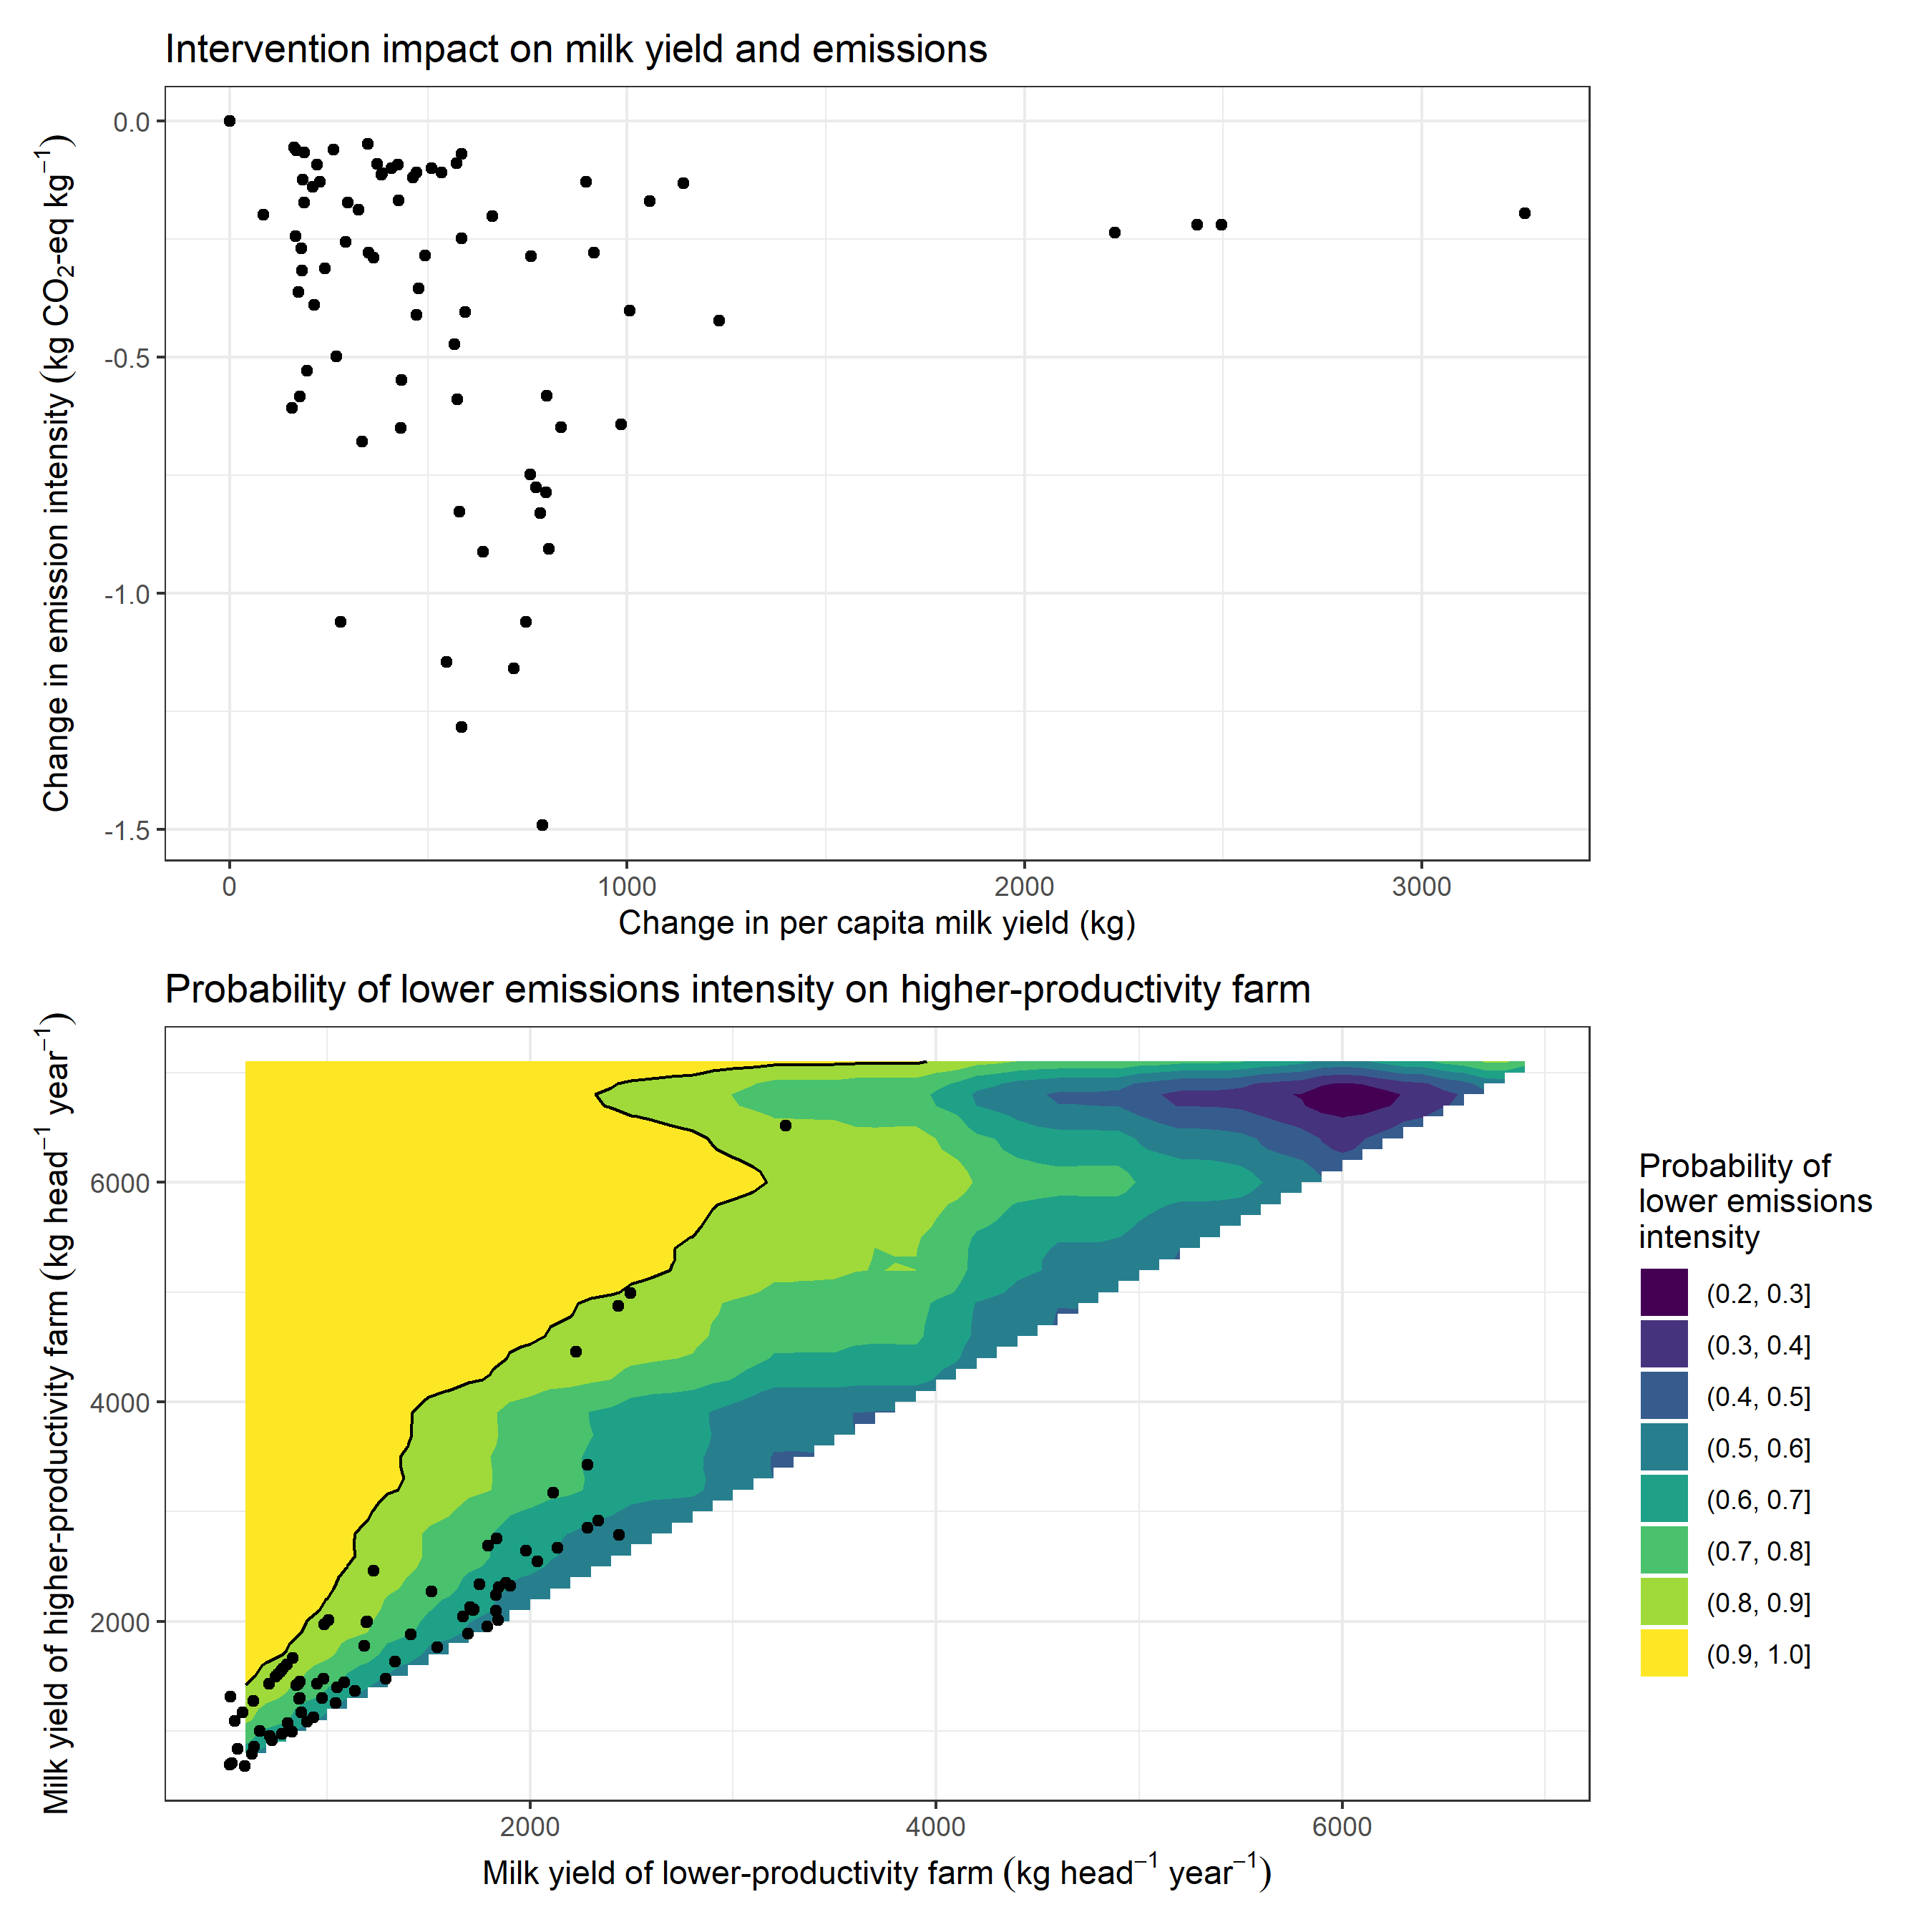 Intervention impact on milk yield and emissions
Change in emission intensity (kg CO₂-eq kg⁻¹)
0.0
-0.5
-1.0
-1.5
0 1000 2000 3000
Change in per capita milk yield (kg)
Probability of lower emissions intensity on higher-productivity farm
Milk yield of higher-productivity farm (kg head⁻¹ year⁻¹)
6000
4000
2000
2000 4000 6000
Milk yield of lower-productivity farm (kg head⁻¹ year⁻¹)
Probability of
lower emissions
intensity
(0.2, 0.3]
(0.3, 0.4]
(0.4, 0.5]
(0.5, 0.6]
(0.6, 0.7]
(0.7, 0.8]
(0.8, 0.9]
(0.9, 1.0]